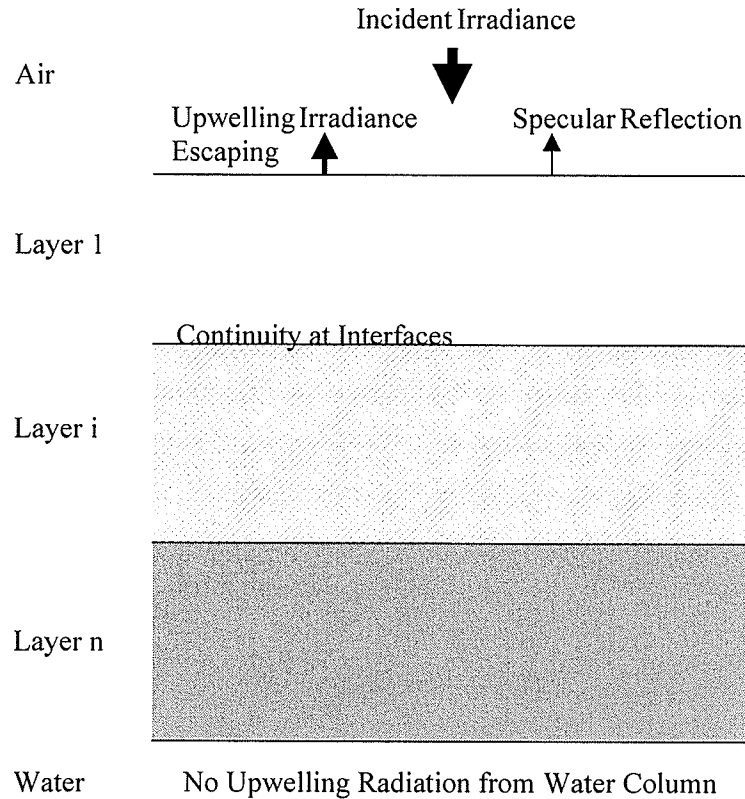 Incident Irradiance
Air
Upwelling Irradiance
Escaping
Specular Reflection
Layer 1
Continuity at Interfaces
Layer i
Layer n
Water
No Upwelling Radiation from Water Column